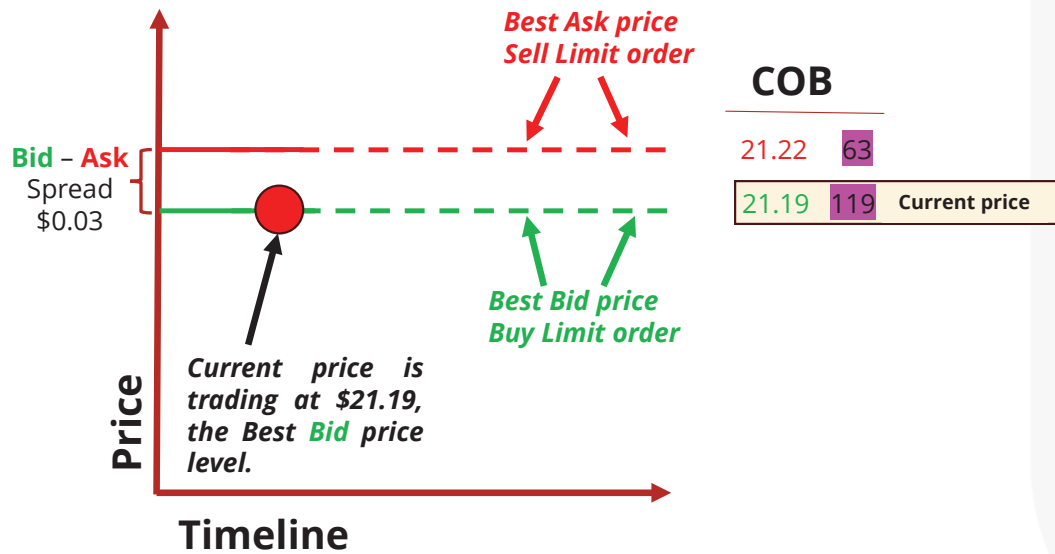 Best Ask price
Sell Limit order
COB
21.22 63
21.19 119 Current price
Bid – Ask
Spread
$0.03
Best Bid price
Buy Limit order
Current price is
trading at $21.19,
the Best Bid price
level.
Price
Timeline